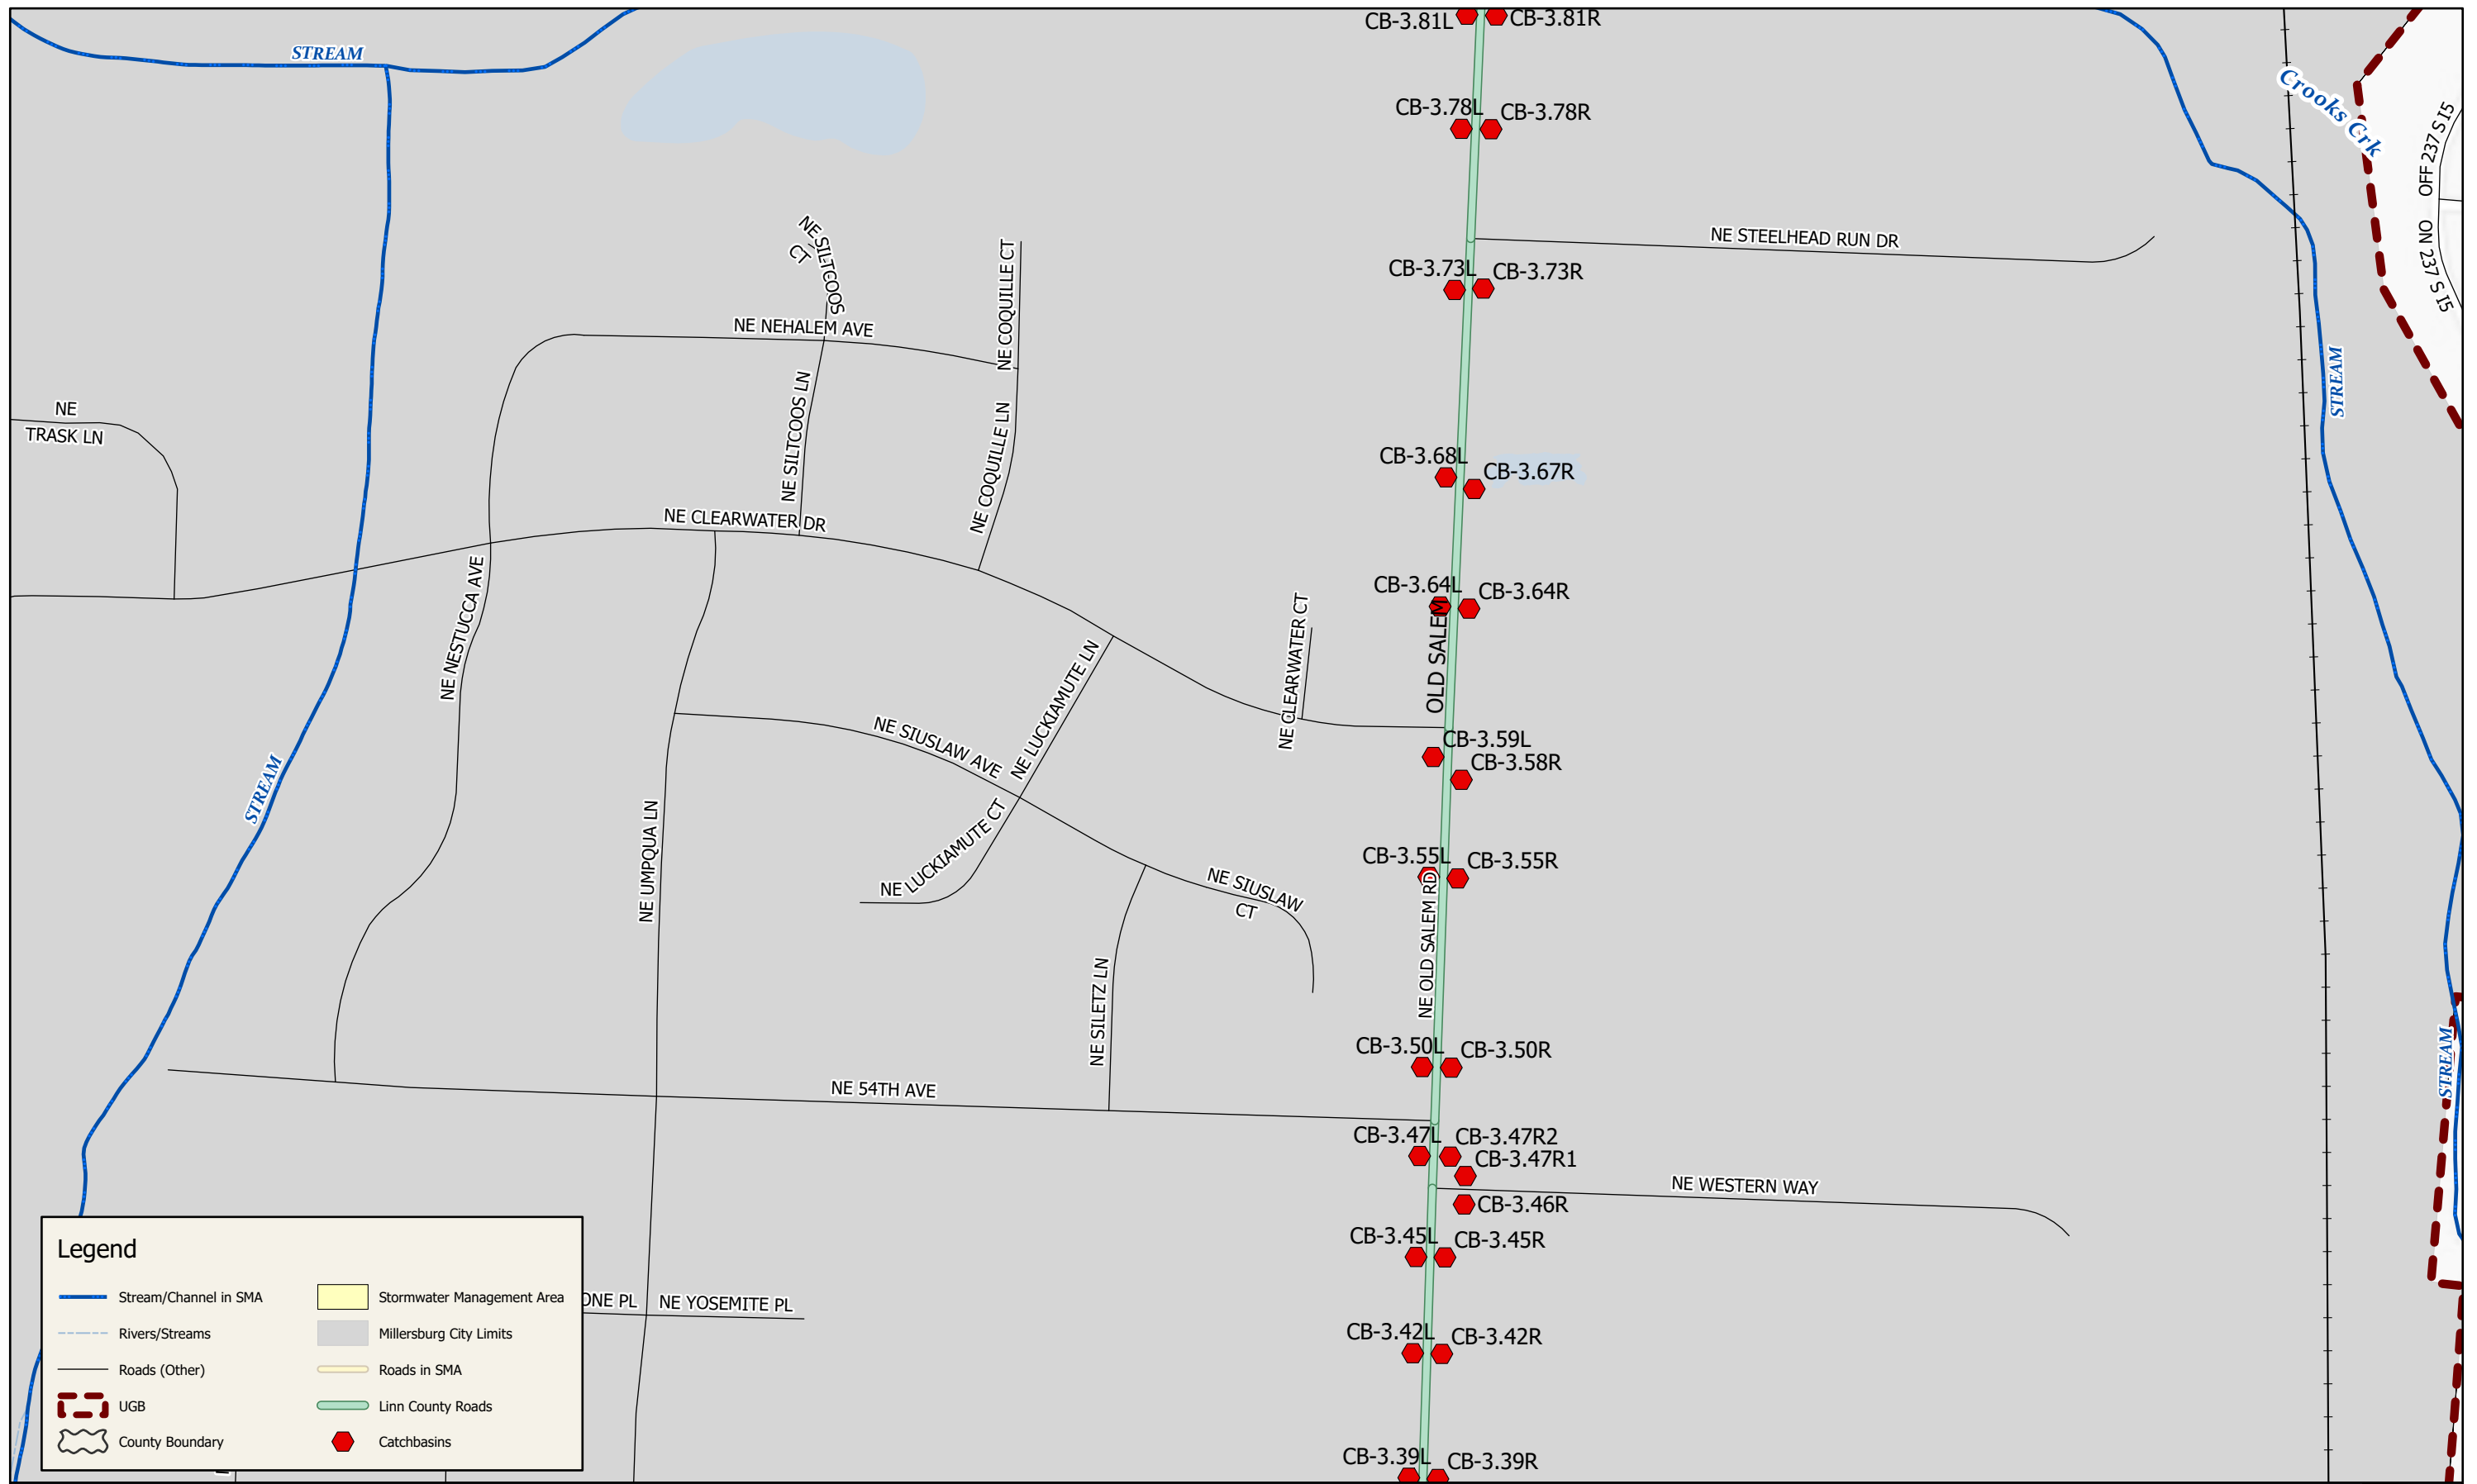 CB-3.81L
CB-3.81R
STREAM
Crooks Crk
CB-3.78L
CB-3.78R
OFF 237 S I5
NO 237 S I5
NE STEELHEAD RUN DR
NE SILTCOOS
CT
NE COQUILLE CT
CB-3.73L
CB-3.73R
NE NEHALEM AVE
STREAM
NE
TRASK LN
NE SILTCOOS LN
NE COQUILLE LN
CB-3.68L
CB-3.67R
NE CLEARWATER DR
NE NESTUCCA AVE
CB-3.64L
CB-3.64R
OLD SALEM
NE CLEARWATER CT
NE LUCKIAMUTE LN
NE SIUSLAW AVE
CB-3.59L
CB-3.58R
STREAM
NE UMPQUA LN
NE LUCKIAMUTE CT
CB-3.55L
CB-3.55R
NE SIUSLAW
CT
NE OLD SALEM RD
NE SILETZ LN
CB-3.50L
CB-3.50R
STREAM
NE 54TH AVE
CB-3.47L
CB-3.47R2
CB-3.47R1
NE WESTERN WAY
CB-3.46R
CB-3.45L
CB-3.45R
ONE PL
NE YOSEMITE PL
CB-3.42L
CB-3.42R
CB-3.39L
CB-3.39R
Legend
Stream/Channel in SMA
Rivers/Streams
Roads (Other)
UGB
County Boundary
Stormwater Management Area
Millersburg City Limits
Roads in SMA
Linn County Roads
Catchbasins